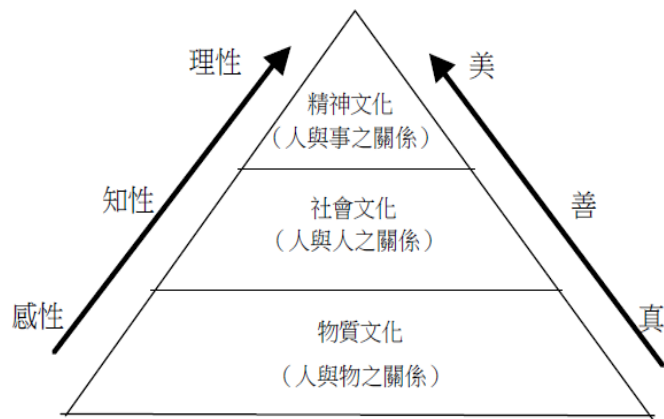 理性
美
精神文化
（人與事之關係）
知性
善
社會文化
（人與人之關係）
感性
真
物質文化
（人與物之關係）